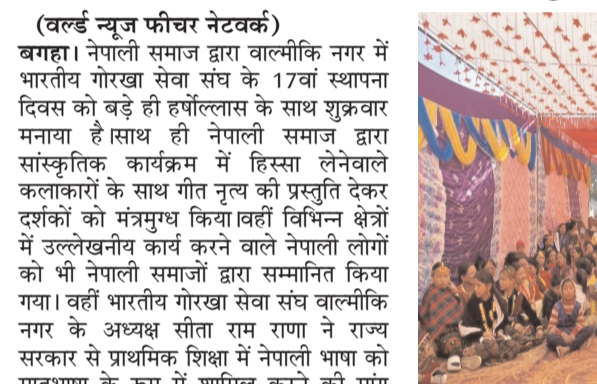 (वर्ल्ड न्यूज फीचर नेटवर्क)
बगहा। नेपाली समाज द्वारा वाल्मीकि नगर में
भारतीय गोरखा सेवा संघ के 17वां स्थापना
दिवस को बड़े ही हर्षोल्लास के साथ शुक्रवार
मनाया है।साथ ही नेपाली समाज द्वारा
सांस्कृतिक कार्यक्रम में हिस्सा लेनेवाले
कलाकारों के साथ गीत नृत्य की प्रस्तुति देकर
दर्शकों को मंत्रमुग्ध किया।वहीं विभिन्न क्षेत्रों
में उल्लेखनीय कार्य करने वाले नेपाली लोगों
को भी नेपाली समाजों द्वारा सम्मानित किया
गया। वहीं भारतीय गोरखा सेवा संघ वाल्मीकि
नगर के अध्यक्ष सीता राम राणा ने राज्य
सरकार से प्राथमिक शिक्षा में नेपाली भाषा को